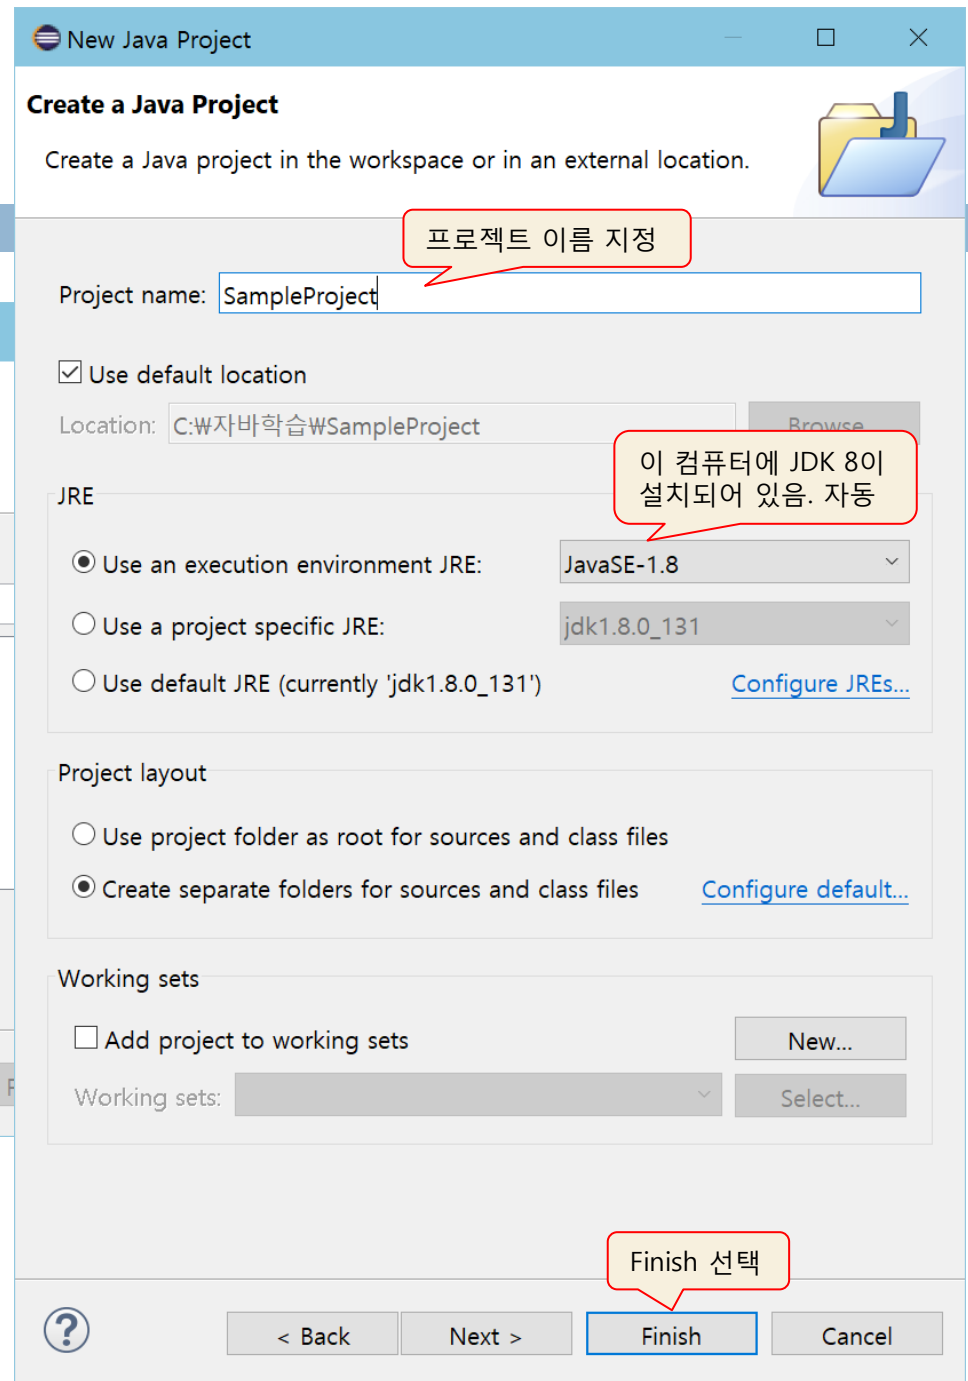 New Java Project
Create a Java Project
Create a Java project in the workspace or in an external location.
프로젝트 이름 지정
Project name: SampleProject
Use default location
Location: C:₩자바학습₩SampleProject
Browse
이 컴퓨터에 JDK 8이
설치되어 있음. 자동
JRE
Use an execution environment JRE: JavaSE-1.8
Use a project specific JRE: jdk1.8.0_131
Use default JRE (currently 'jdk1.8.0_131') Configure JREs...
Project layout
Use project folder as root for sources and class files
Create separate folders for sources and class files Configure default...
Working sets
Add project to working sets New...
Working sets: Select...
Finish 선택
? < Back Next > Finish Cancel